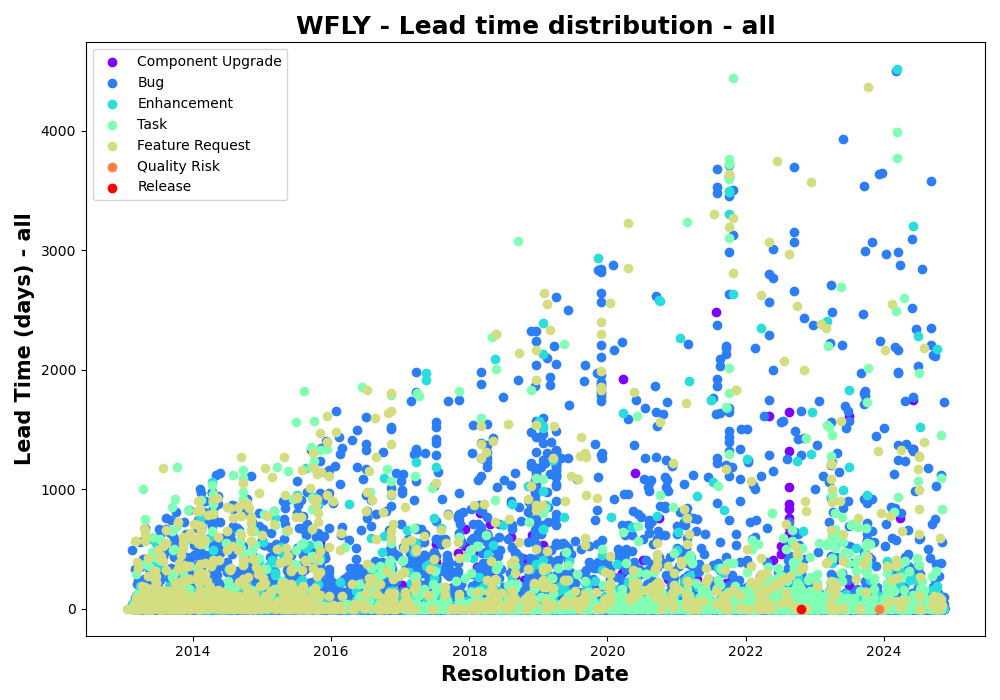 WFLY - Lead time distribution - all
Component Upgrade
Bug
Enhancement
Task
Feature Request
Quality Risk
Release
Lead Time (days) - all
4000
3000
2000
1000
0
2014
2016
2018
2020
2022
2024
Resolution Date